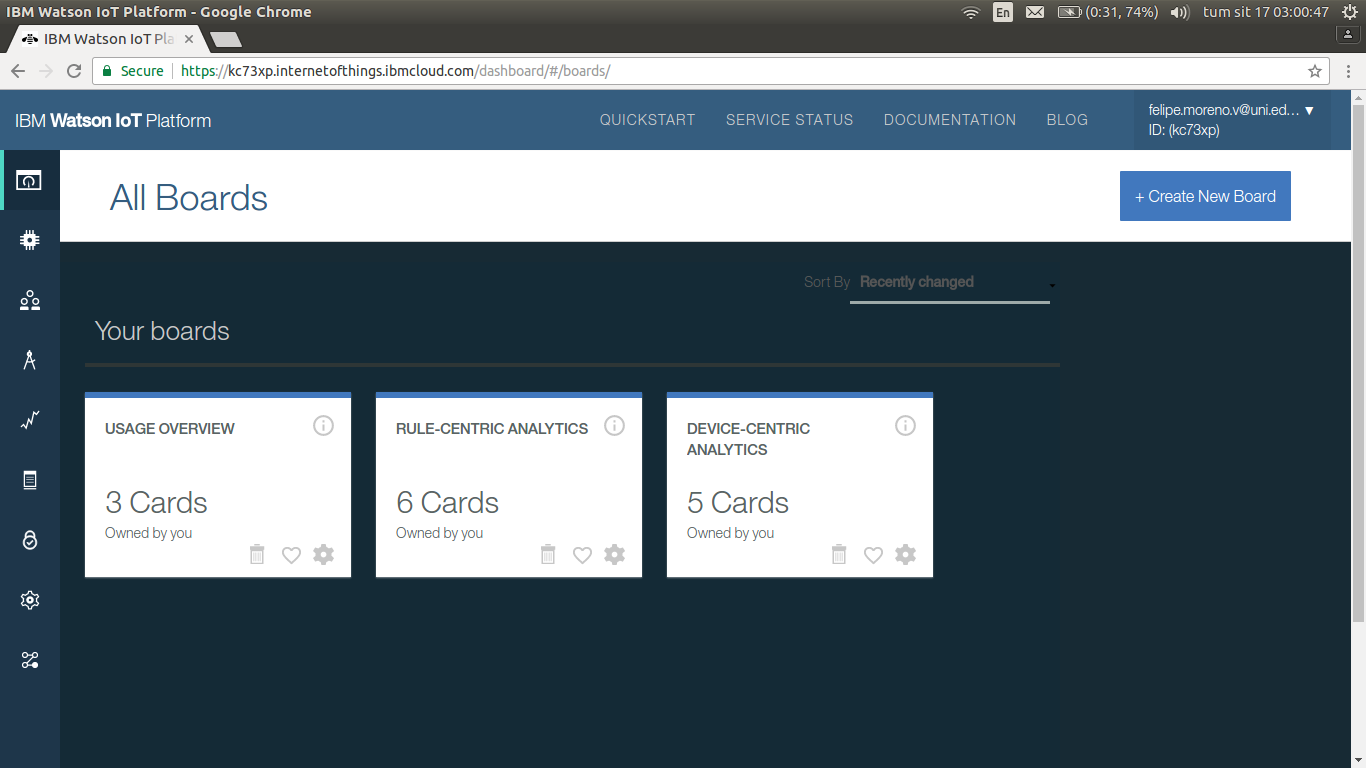 IBM Watson IoT Platform - Google Chrome
En
(0:31, 74%)
tum sit 17 03:00:47
IBM Watson IoT Pla
Secure
https://kc73xp.internetofthings.ibmcloud.com/dashboard/#/boards/
IBM Watson IoT Platform
QUICKSTART
SERVICE STATUS
DOCUMENTATION
BLOG
felipe.moreno.v@uni.ed...
ID: (kc73xp)
All Boards
+ Create New Board
Sort By Recently changed
Your boards
USAGE OVERVIEW
3 Cards
Owned by you
RULE-CENTRIC ANALYTICS
6 Cards
Owned by you
DEVICE-CENTRIC
ANALYTICS
5 Cards
Owned by you